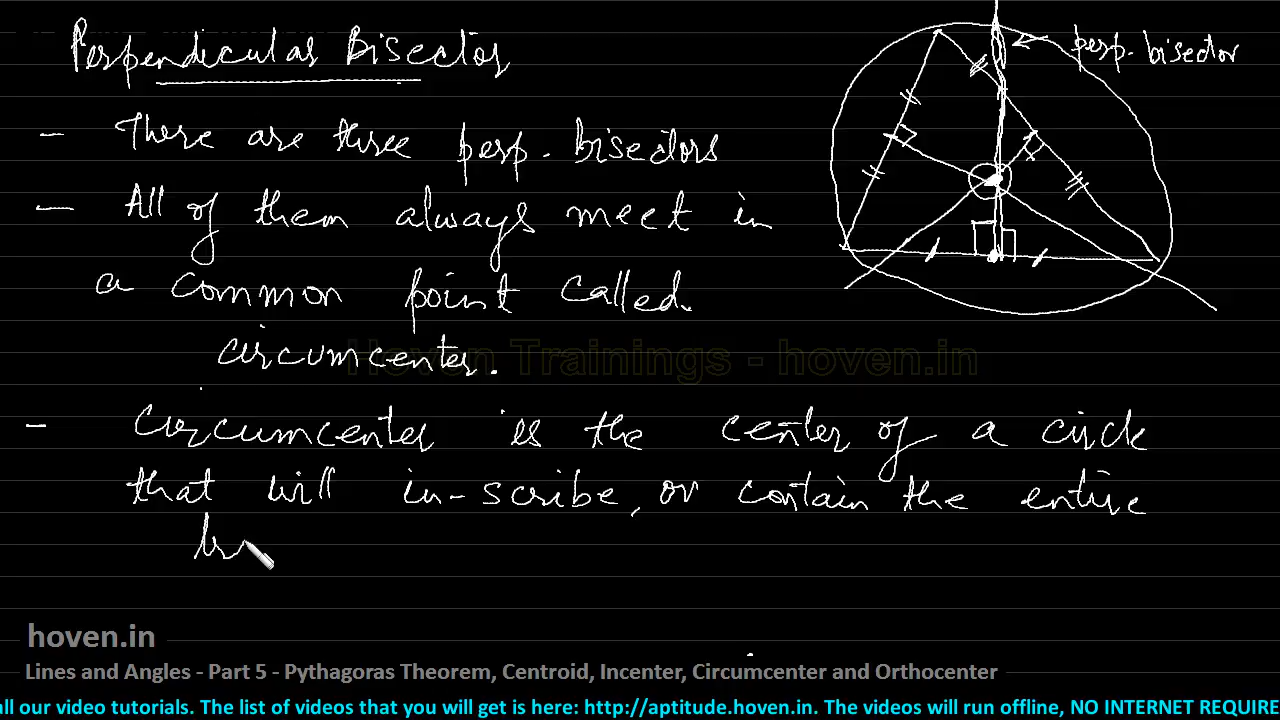 Perpendicular Bisector
perp. bisector
- There are three perp. Bisectors
- All of them always meet in
a common point called
circumcenter.
Hoven Trainings - hoven.in
- Circumcenter is the center of a circle
that will in-scribe, or contain the entire
hoven.in
Lines and Angles - Part 5 - Pythagoras Theorem, Centroid, Incenter, Circumcenter and Orthocenter
all our video tutorials. The list of videos that you will get is here: http://aptitude.hoven.in. The videos will run offline, NO INTERNET REQUIRE